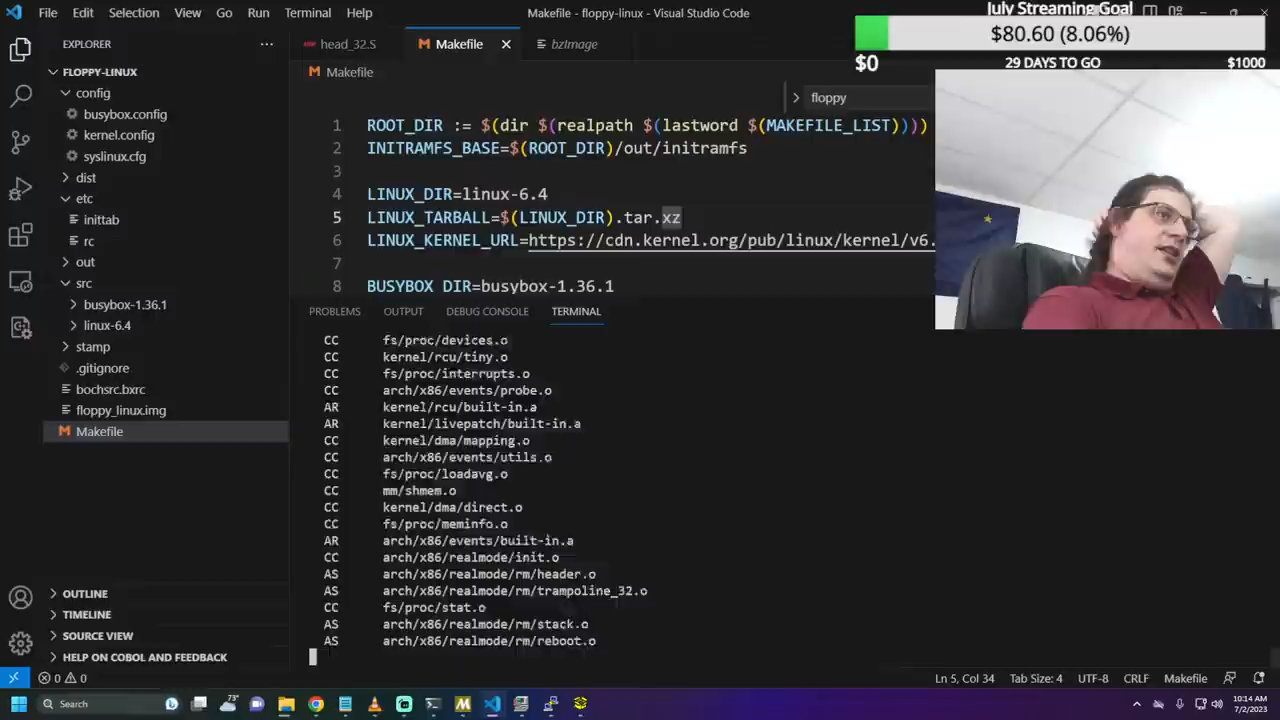 File Edit Selection View Go Run Terminal Help
Makefile - floppy-linux - Visual Studio Code
July Streaming Goal
$80.60 (8.06%)
$0 29 DAYS TO GO $1000
EXPLORER
FLOPPY-LINUX
config
busybox.config
kernel.config
syslinux.cfg
dist
etc
inittab
rc
out
src
busybox-1.36.1
linux-6.4
stamp
.gitignore
bochsrc.bxrc
floppy_linux.img
Makefile
OUTLINE
TIMELINE
SOURCE VIEW
HELP ON COBOL AND FEEDBACK
head_32.S Makefile bzImage
Makefile
floppy
1 ROOT_DIR := $(dir $(realpath $(lastword $(MAKEFILE_LIST))))
2 INITRAMFS_BASE=$(ROOT_DIR)/out/initramfs
3
4 LINUX_DIR=linux-6.4
5 LINUX_TARBALL=$(LINUX_DIR).tar.xz
6 LINUX_KERNEL_URL=https://cdn.kernel.org/pub/linux/kernel/v6.
7
8 BUSYBOX_DIR=busybox-1.36.1
PROBLEMS OUTPUT DEBUG CONSOLE TERMINAL
CC fs/proc/devices.o
CC kernel/rcu/tiny.o
CC fs/proc/interrupts.o
CC arch/x86/events/probe.o
AR kernel/rcu/built-in.a
AR kernel/livepatch/built-in.a
CC kernel/dma/mapping.o
CC arch/x86/events/utils.o
CC fs/proc/loadavg.o
CC mm/shmem.o
CC kernel/dma/direct.o
CC fs/proc/meminfo.o
AR arch/x86/events/built-in.a
CC arch/x86/realmode/init.o
AS arch/x86/realmode/rm/header.o
AS arch/x86/realmode/rm/trampoline_32.o
CC fs/proc/stat.o
AS arch/x86/realmode/rm/stack.o
AS arch/x86/realmode/rm/reboot.o
0 0 Ln 5, Col 34 Tab Size: 4 UTF-8 CRLF Makefile
Search 73° 10:14 AM
7/2/2023